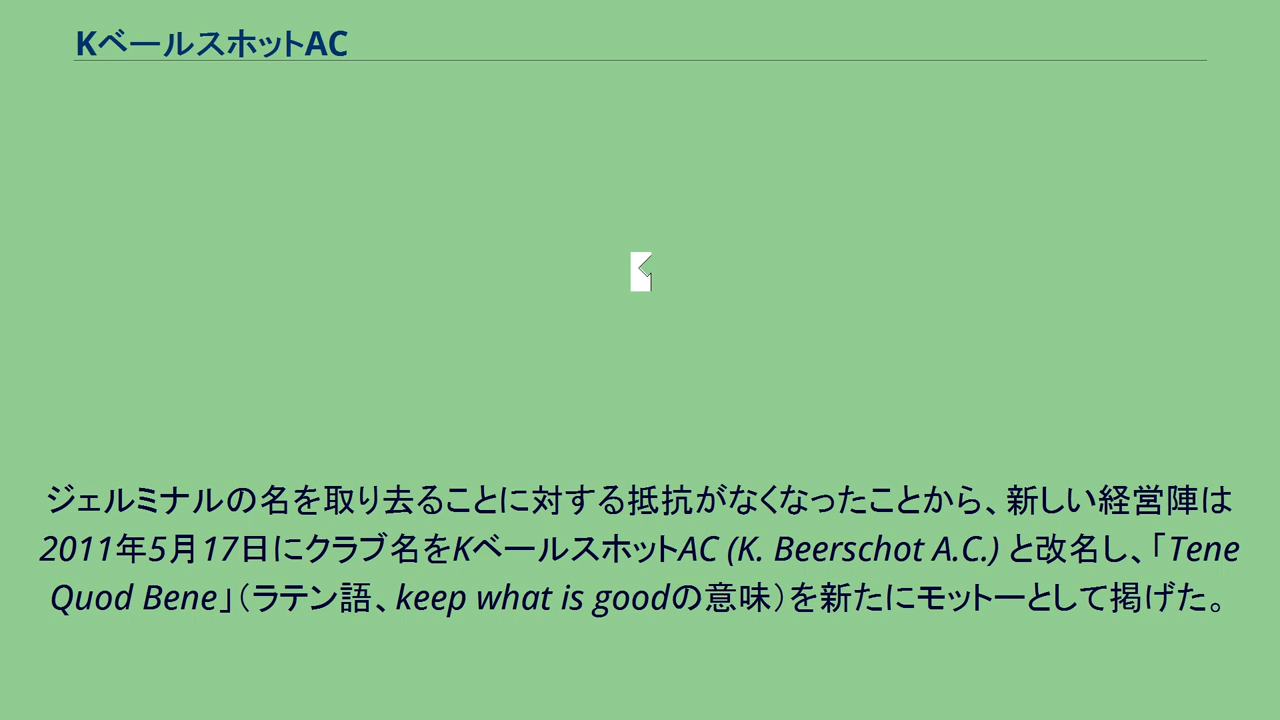 KベールスホットAC
ジェルミナルの名を取り去ることに対する抵抗がなくなったことから、新しい経営陣は
2011年5月17日にクラブ名をKベールスホットAC (K. Beerschot A.C.) と改名し、「Tene
Quod Bene」（ラテン語、keep what is goodの意味）を新たにモットーとして掲げた。